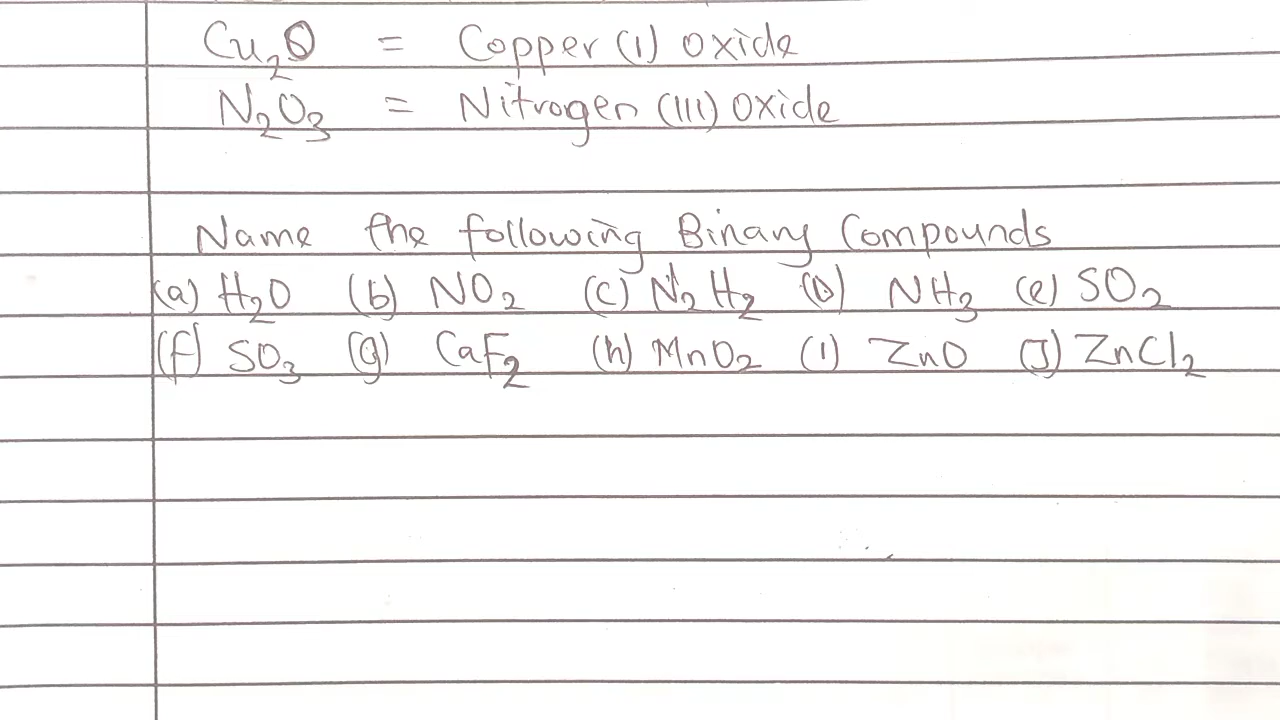 Cu₂O = Copper (I) oxide
N₂O₃ = Nitrogen (III) oxide
Name the following Binary Compounds
(a) H₂O (b) NO₂ (c) N₂H₂ (D) NH₃ (e) SO₂
(f) SO₃ (g) CaF₂ (h) MnO₂ (I) ZnO (J) ZnCl₂